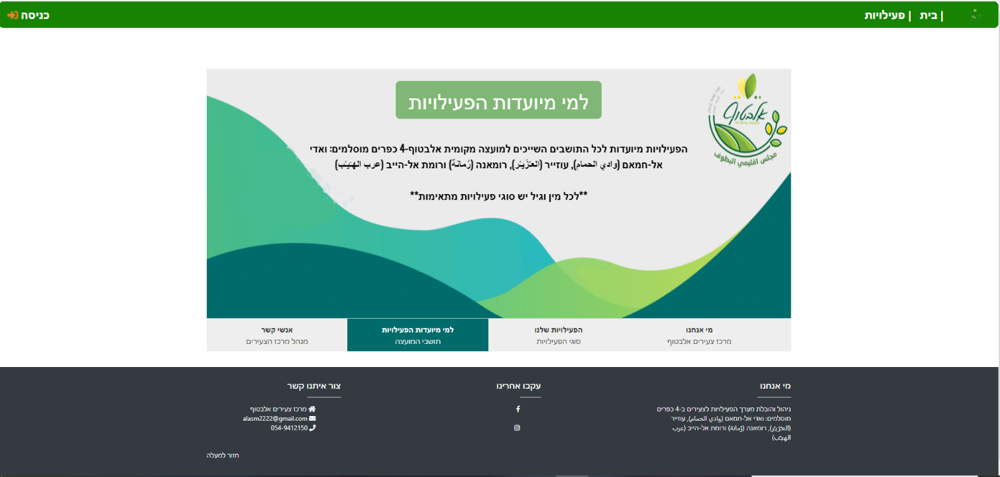 | בית | פעילויות
כניסה
למי מיועדות הפעילויות
אלבטוף
מועצה אזורית
مجلس اقليمي البطوف
הפעילויות מיועדות לכל התושבים השייכים למועצה מקומית אלבטוף-4 כפרים מוסלמים: ואדי
אל-חמאם (وادي الحمام), עוזייר (العُزَير), רומאנה (رُمانة) ורומת אל-הייב (عرب الهَيْب)
**לכל מין וגיל יש סוגי פעילויות מתאימות**
מי אנחנו
מרכז צעירים אלבטוף
הפעילויות שלנו
סוגי הפעילויות
למי מיועדות הפעילויות
תושבי המועצה
אנשי קשר
מנהל מרכז הצעירים
מי אנחנו
ניהול והובלת מערך הפעילויות לצעירים ב-4 כפרים
מוסלמים: ואדי אל-חמאם (وادي الحمام), עוזייר
(العُزَير), רומאנה (رُمانة) ורומת אל-הייב (عرب
الهَيْب)
עקבו אחרינו
צור איתנו קשר
מרכז צעירים אלבטוף
alasm2222@gmail.com
054-9412150
חזור למעלה